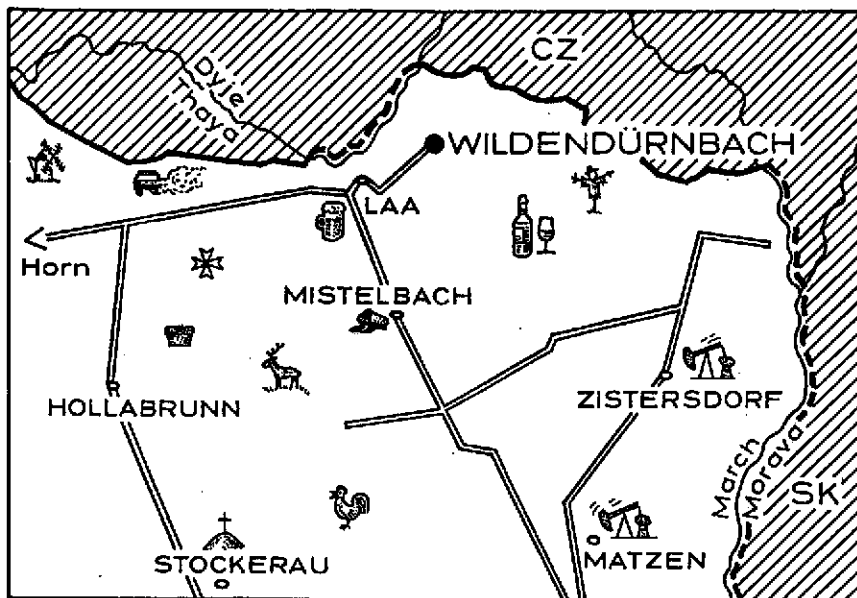 CZ
Dyje
Thaya
WILDENDÜRNBACH
LAA
Horn
MISTELBACH
HOLLABRUNN
ZISTERSDORF
March
Morava
SK
STOCKERAU
MATZEN